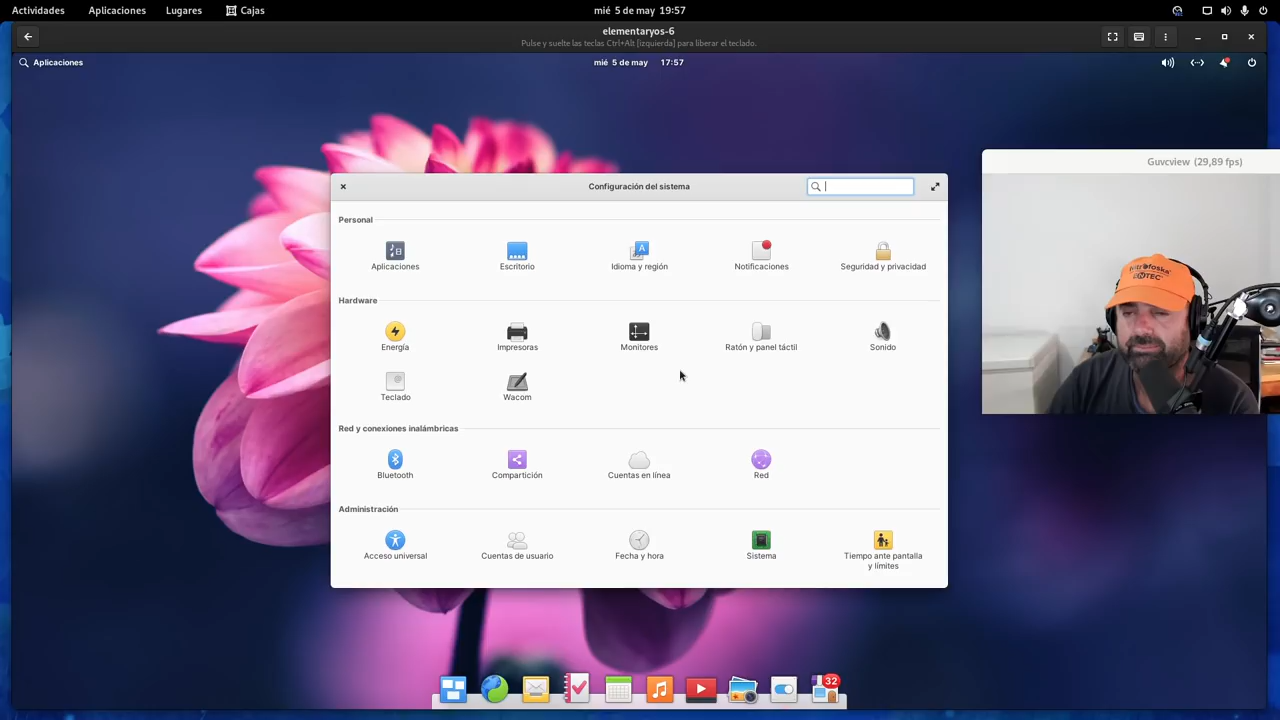 Actividades Aplicaciones Lugares Cajas mié 5 de may 19:57
elementaryos-6
Pulse y suelte las teclas Ctrl+Alt [izquierda] para liberar el teclado.
Aplicaciones mié 5 de may 17:57
Guvcview (29,89 fps)
Configuración del sistema
Personal
Aplicaciones Escritorio Idioma y región Notificaciones Seguridad y privacidad
Hardware
Energía Impresoras Monitores Ratón y panel táctil Sonido
Teclado Wacom
Red y conexiones inalámbricas
Bluetooth Compartición Cuentas en línea Red
Administración
Acceso universal Cuentas de usuario Fecha y hora Sistema Tiempo ante pantalla
y límites
32